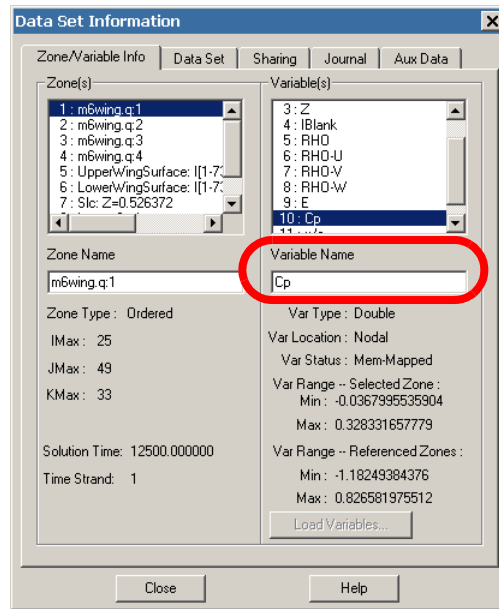 Data Set Information
Zone/Variable Info
Data Set
Sharing
Journal
Aux Data
Zone(s)
1 : m6wing.q:1
2 : m6wing.q:2
3 : m6wing.q:3
4 : m6wing.q:4
5 : UpperWingSurface: I[1-7
6 : LowerWingSurface: I[1-7
7 : Slc: Z=0.526372
Zone Name
m6wing.q:1
Zone Type : Ordered
IMax : 25
JMax : 49
KMax : 33
Solution Time: 12500.000000
Time Strand: 1
Variable(s)
3 : Z
4 : IBlank
5 : RHO
6 : RHO-U
7 : RHO-V
8 : RHO-W
9 : E
10 : Cp
Variable Name
Cp
Var Type : Double
Var Location : Nodal
Var Status : Mem-Mapped
Var Range -- Selected Zone :
Min : -0.0367995535904
Max : 0.328331657779
Var Range -- Referenced Zones :
Min : -1.18249384376
Max : 0.826581975512
Load Variables...
Close
Help